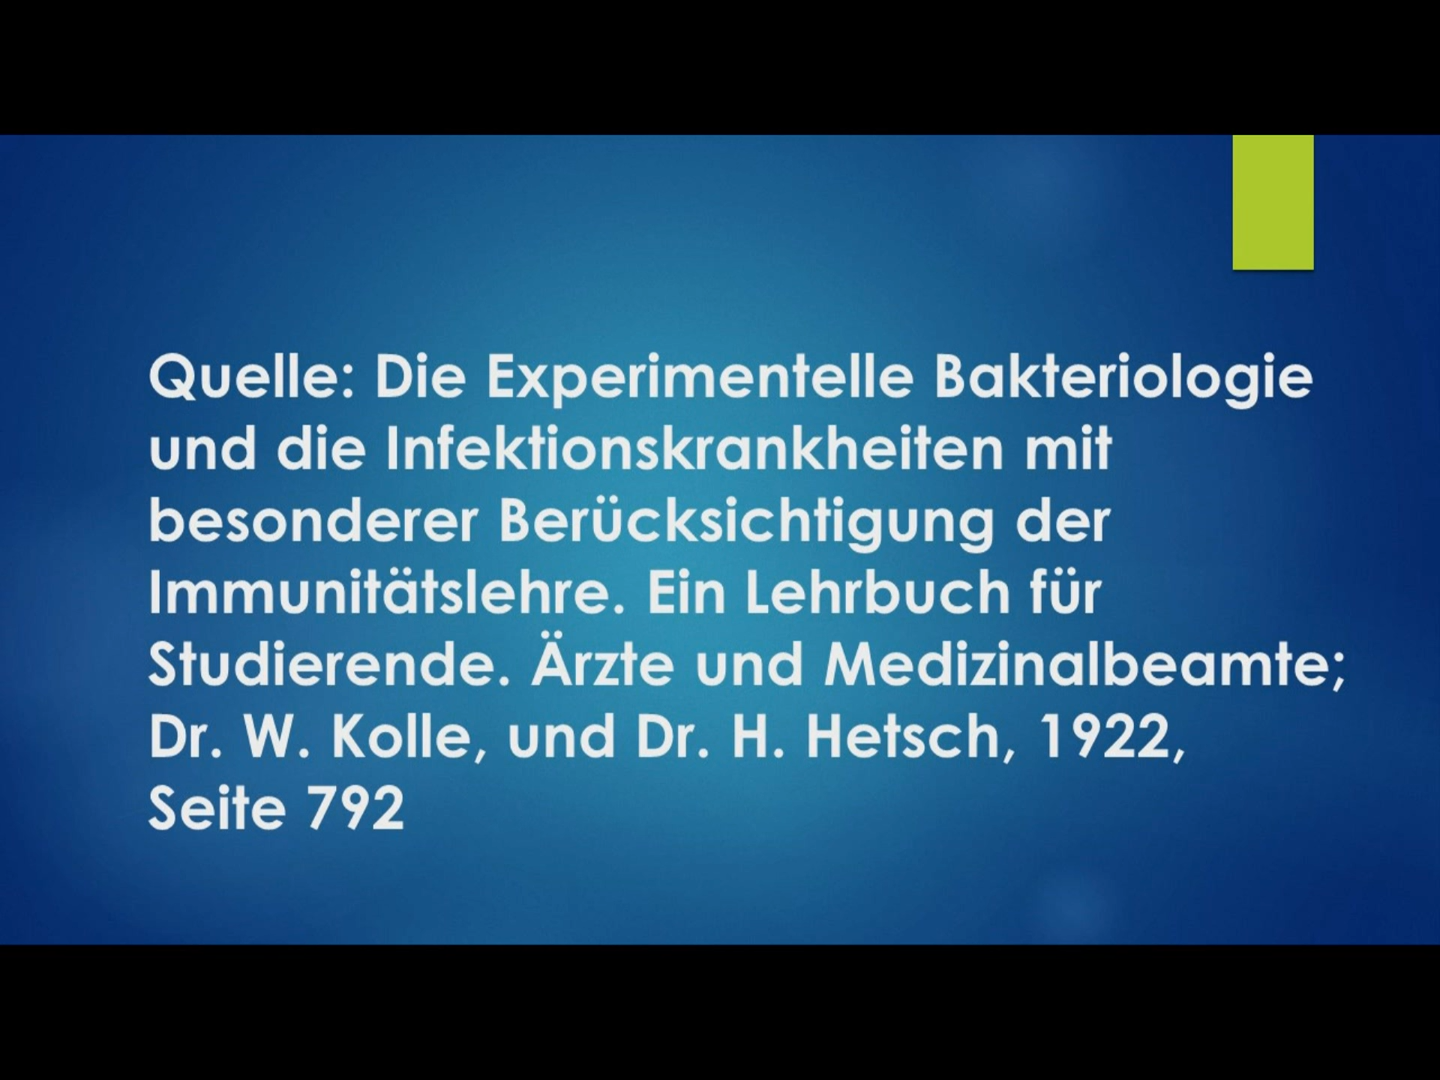 Quelle: Die Experimentelle Bakteriologie
und die Infektionskrankheiten mit
besonderer Berücksichtigung der
Immunitätslehre. Ein Lehrbuch für
Studierende. Ärzte und Medizinalbeamte;
Dr. W. Kolle, und Dr. H. Hetsch, 1922,
Seite 792